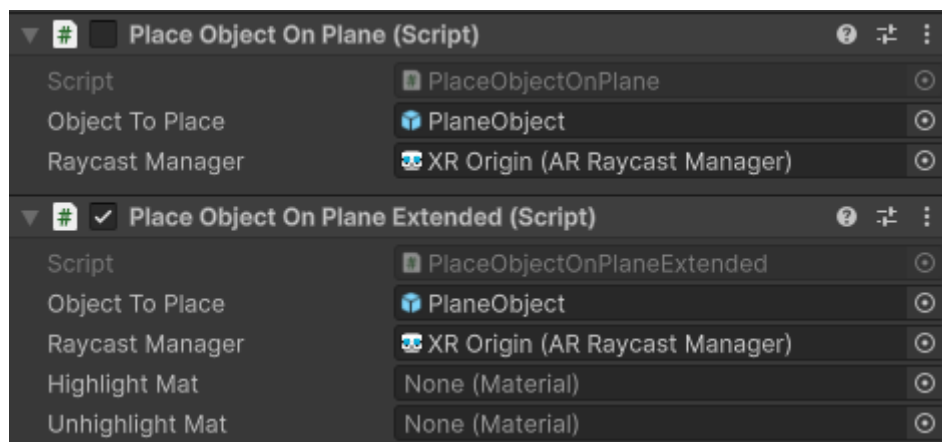 Place Object On Plane (Script)
Script PlaceObjectOnPlane
Object To Place PlaneObject
Raycast Manager XR Origin (AR Raycast Manager)
Place Object On Plane Extended (Script)
Script PlaceObjectOnPlaneExtended
Object To Place PlaneObject
Raycast Manager XR Origin (AR Raycast Manager)
Highlight Mat None (Material)
Unhighlight Mat None (Material)